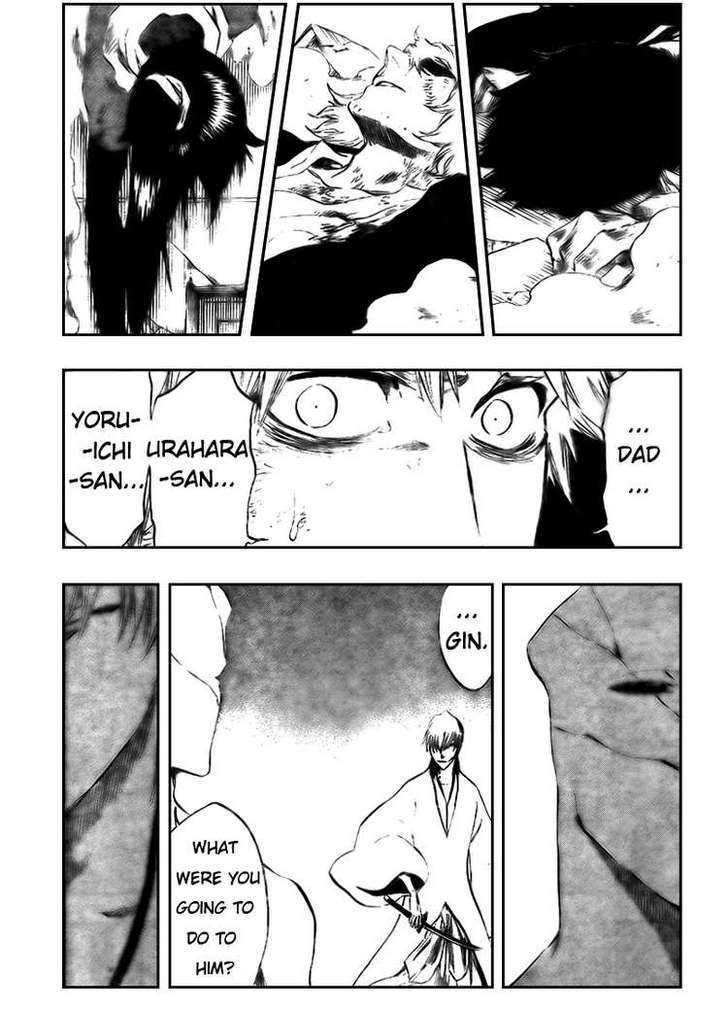 ...
DAD
...
URAHARA
-SAN...
YORU-
-ICHI
-SAN...
...
GIN.
WHAT
WERE YOU
GOING TO
DO TO
HIM?